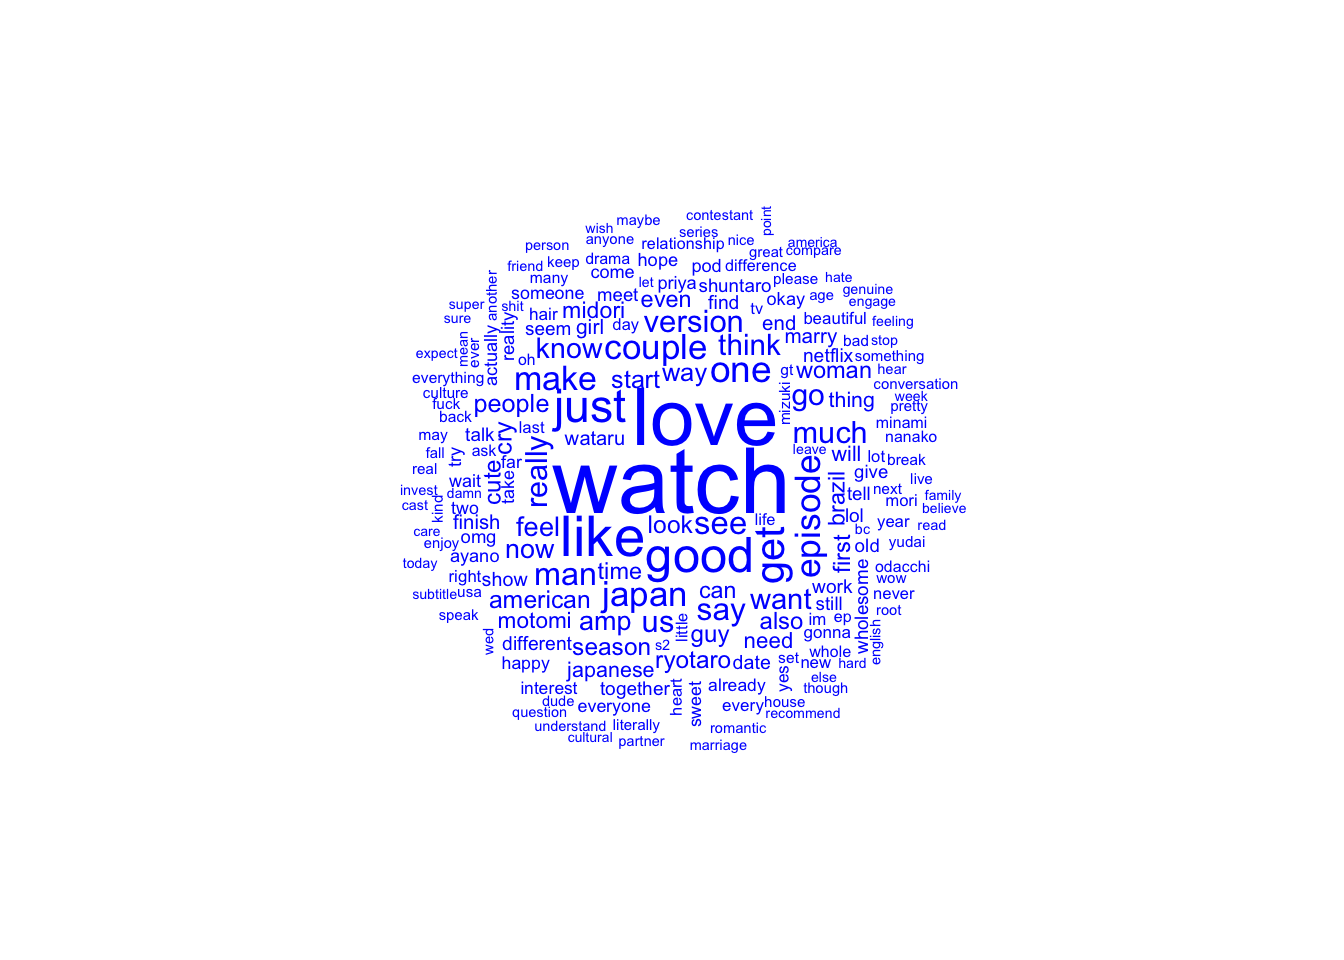 point
contestant
maybe
wish
series
anyone
relationship
nice
america
person
great
compare
friend
keep
drama
hope
pod
difference
many
come
let
priya
shuntaro
please
hate
another
someone
meet
even
find
okay
age
genuine
engage
super
shit
hair
midori
tv
sure
reality
seem
girl
day
version
end
beautiful
feeling
actually
mean
ever
know
couple
think
marry
bad
stop
expect
oh
netflix
something
everything
make
start
way
one
gt
woman
hear
culture
conversation
fuck
people
just
love
mizuki
go
thing
week
pretty
back
last
minami
may
talk
cry
wataru
much
nanako
fall
try
ask
far
really
leave
will
lot
break
real
cute
take
watch
episode
brazil
give
live
invest
wait
damn
tell
next
family
cast
kind
two
believe
finish
feel
like
look
see
life
get
lol
year
read
care
omg
bc
enjoy
now
good
first
old
yudai
ayano
today
man
time
odacchi
right
show
wow
subtitle
usa
american
japan
can
want
work
wholesome
never
say
still
root
speak
motomi
amp
us
also
im
ep
wed
little
guy
need
gonna
english
different
season
s2
whole
happy
japanese
ryotaro
date
yes
set
new
hard
interest
together
heart
sweet
already
else
though
dude
everyone
every
house
question
recommend
understand
literally
romantic
cultural
partner
marriage